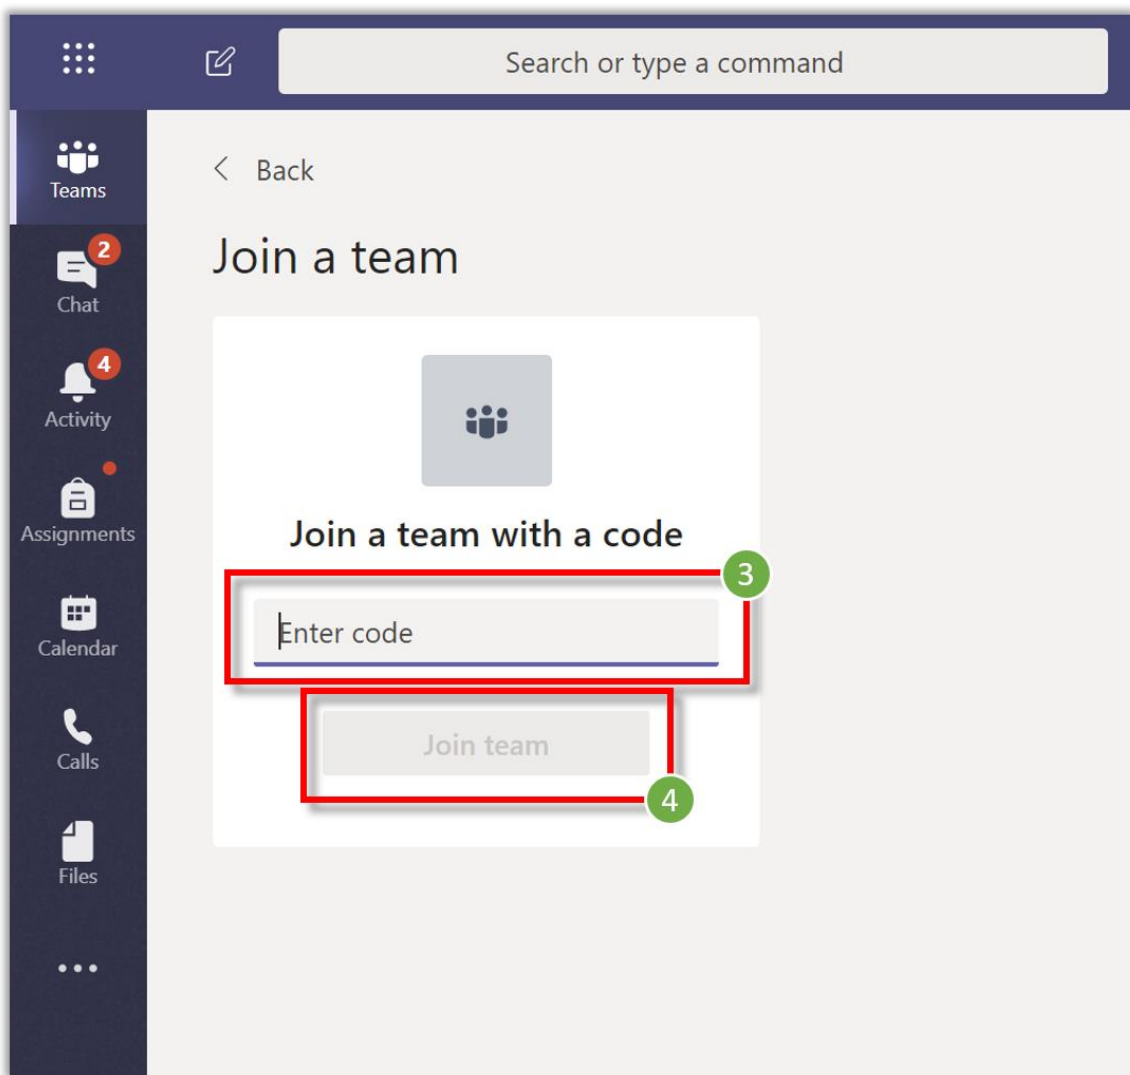 Search or type a command
Teams
2
Chat
4
Activity
Assignments
Calendar
Calls
Files
Back
Join a team
Join a team with a code
3
Enter code
Join team
4